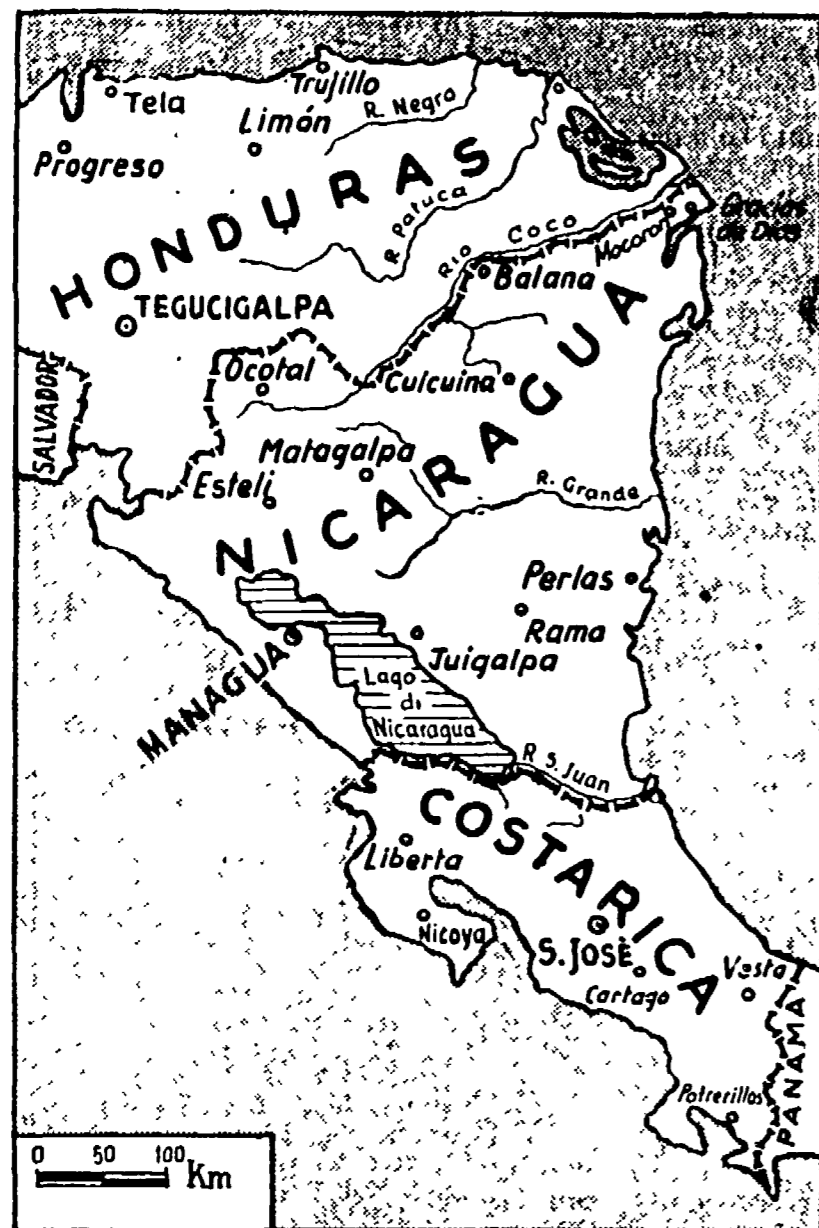 Trujillo
Tela
R. Negro
Limón
Progreso
HONDURAS
R. Patuca
RIO COCO
Gracias
de Dios
Mocoron
Balana
TEGUCIGALPA
Ocotal
Culcuina
SALVADOR
Matagalpa
Estelí
NICARAGUA
R. Grande
Perlas
Rama
Juigalpa
MANAGUA
Lago
di
Nicaragua
R S. Juan
COSTARICA
Liberta
Nicoya
S. JOSÈ
Cartago
Vesta
PANAMA
Potrerillos
0 50 100
Km